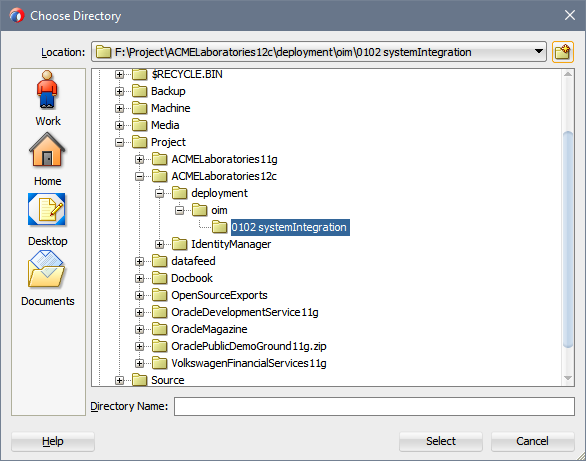 Choose Directory
Location: F:\Project\ACMELaboratories12c\deployment\oim\0102 systemIntegration
Work
Home
Desktop
Documents
$RECYCLE.BIN
Backup
Machine
Media
Project
ACMELaboratories11g
ACMELaboratories12c
deployment
oim
0102 systemIntegration
IdentityManager
datafeed
Docbook
OpenSourceExports
OracleDevelopmentService11g
OracleMagazine
OraclePublicDemoGround11g.zip
VolkswagenFinancialServices11g
Source
Directory Name:
Help Select Cancel